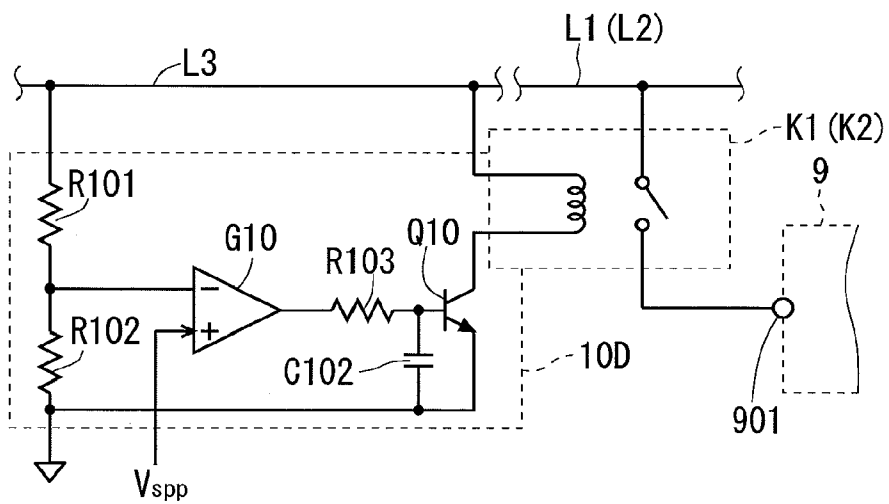 L1(L2)
L3
K1(K2)
R101
9
G10
Q10
R103
−
+
R102
C102
10D
901
Vspp